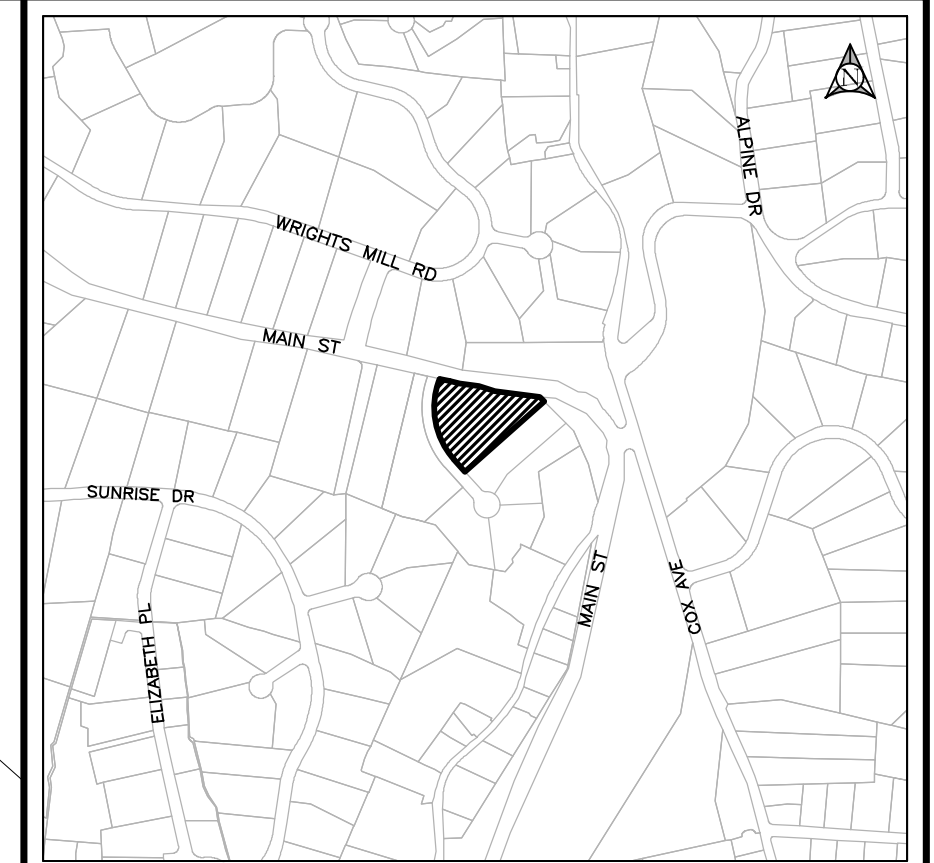 N
ALPINE DR
WRIGHTS MILL RD
MAIN ST
SUNRISE DR
MAIN ST
COX AVE
ELIZABETH PL